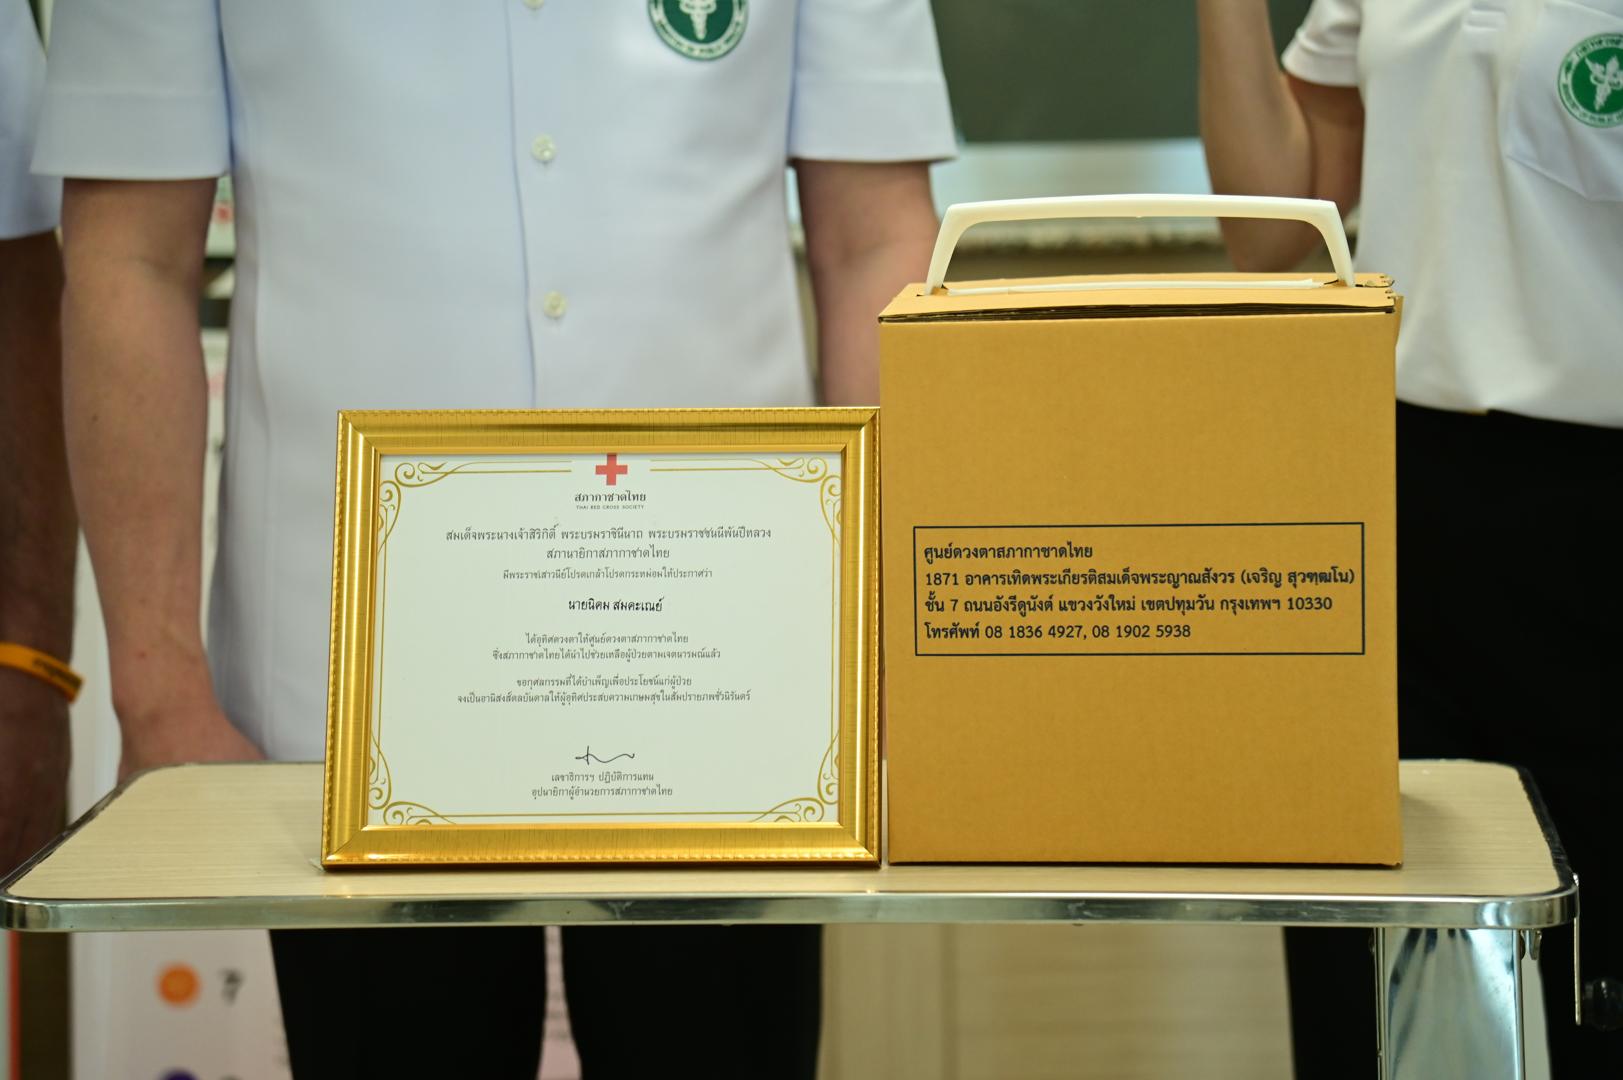 สภากาชาดไทย
THAI RED CROSS SOCIETY
สมเด็จพระนางเจ้าสิริกิติ์ พระบรมราชินีนาถ พระบรมราชชนนีพันปีหลวง
สภานายิกาสภากาชาดไทย
มีพระราชเสาวนีย์โปรดเกล้าโปรดกระหม่อมให้ประกาศว่า
นายนิคม สมคะเณย์
ได้อุทิศดวงตาให้ศูนย์ดวงตาสภากาชาดไทย
ซึ่งสภากาชาดไทยได้นำไปช่วยเหลือผู้ป่วยตามเจตนารมณ์แล้ว
ขอกุศลกรรมที่ได้บำเพ็ญเพื่อประโยชน์แก่ผู้ป่วย
จงเป็นอานิสงส์ดลบันดาลให้ผู้อุทิศประสบความเกษมสุขในสัมปรายภพชั่วนิรันดร์
เลขาธิการฯ ปฏิบัติการแทน
อุปนายิกาผู้อำนวยการสภากาชาดไทย
ศูนย์ดวงตาสภากาชาดไทย
1871 อาคารเทิดพระเกียรติสมเด็จพระญาณสังวร (เจริญ สุวฑฺฒโน)
ชั้น 7 ถนนอังรีดูนังต์ แขวงวังใหม่ เขตปทุมวัน กรุงเทพฯ 10330
โทรศัพท์ 08 1836 4927, 08 1902 5938